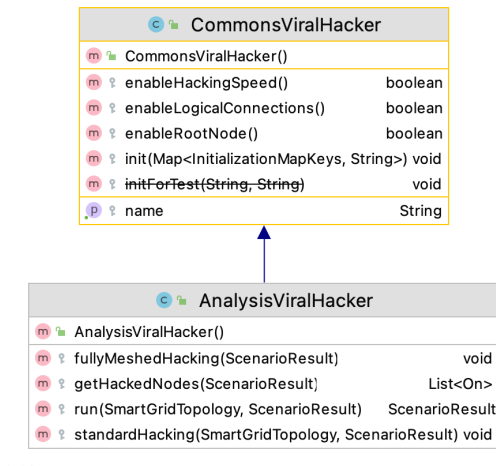 CommonsViralHacker
CommonsViralHacker()
enableHackingSpeed() boolean
enableLogicalConnections() boolean
enableRootNode() boolean
init(Map<InitializationMapKeys, String>) void
initForTest(String, String) void
name String
AnalysisViralHacker
AnalysisViralHacker()
fullyMeshedHacking(ScenarioResult) void
getHackedNodes(ScenarioResult) List<On>
run(SmartGridTopology, ScenarioResult) ScenarioResult
standardHacking(SmartGridTopology, ScenarioResult) void